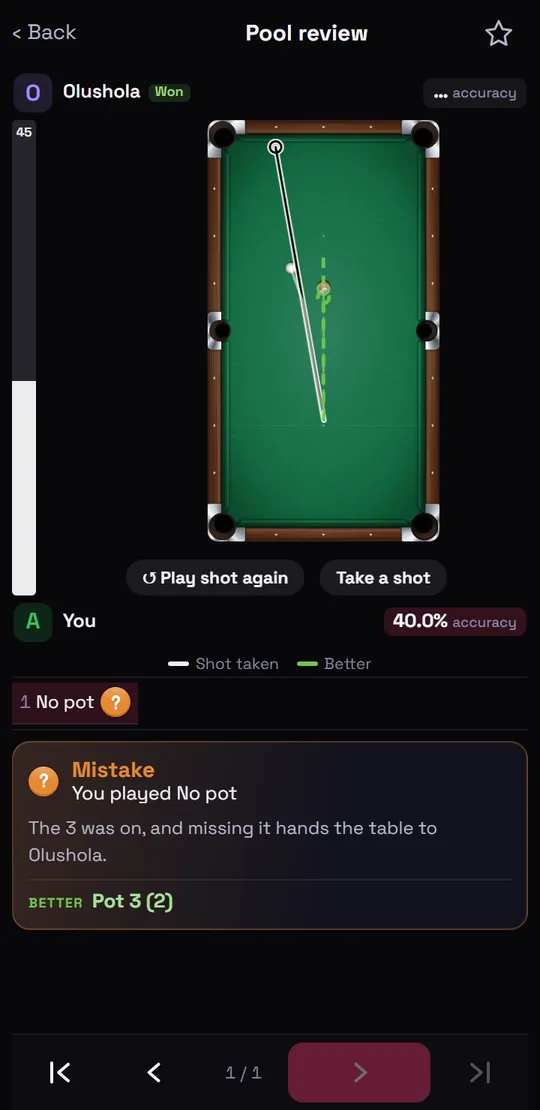 < Back
Pool review
O
Olushola
Won
... accuracy
45
↺ Play shot again
Take a shot
A
You
40.0% accuracy
Shot taken
Better
1 No pot ?
?
Mistake
You played No pot
The 3 was on, and missing it hands the table to
Olushola.
BETTER Pot 3 (2)
1 / 1